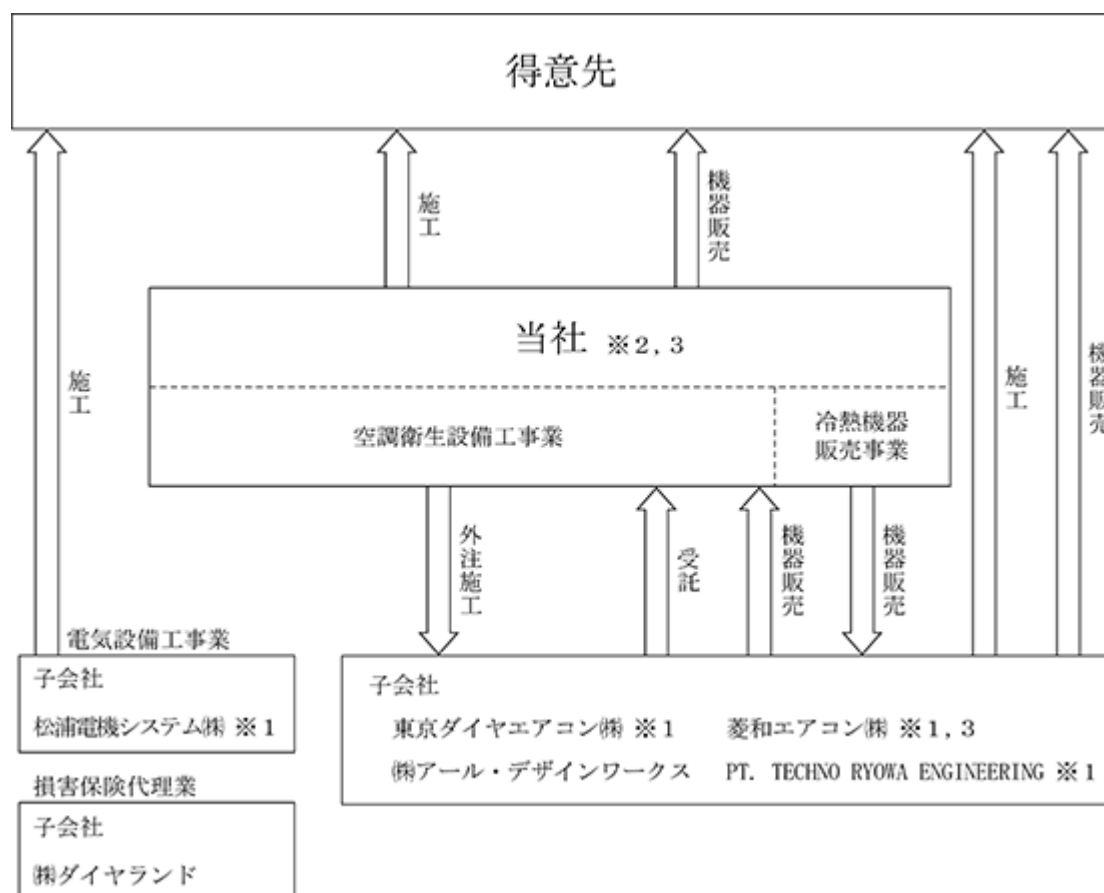 得意先
施工
機器販売
当社 ※2,3
施工
施工
機器販売
空調衛生設備工事業
冷熱機器
販売事業
外注施工
受託
機器販売
機器販売
電気設備工事業
子会社
松浦電機システム㈱ ※1
子会社
東京ダイヤエアコン㈱ ※1
菱和エアコン㈱ ※1,3
㈱アール・デザインワークス
PT. TECHNO RYOWA ENGINEERING ※1
損害保険代理業
子会社
㈱ダイヤランド